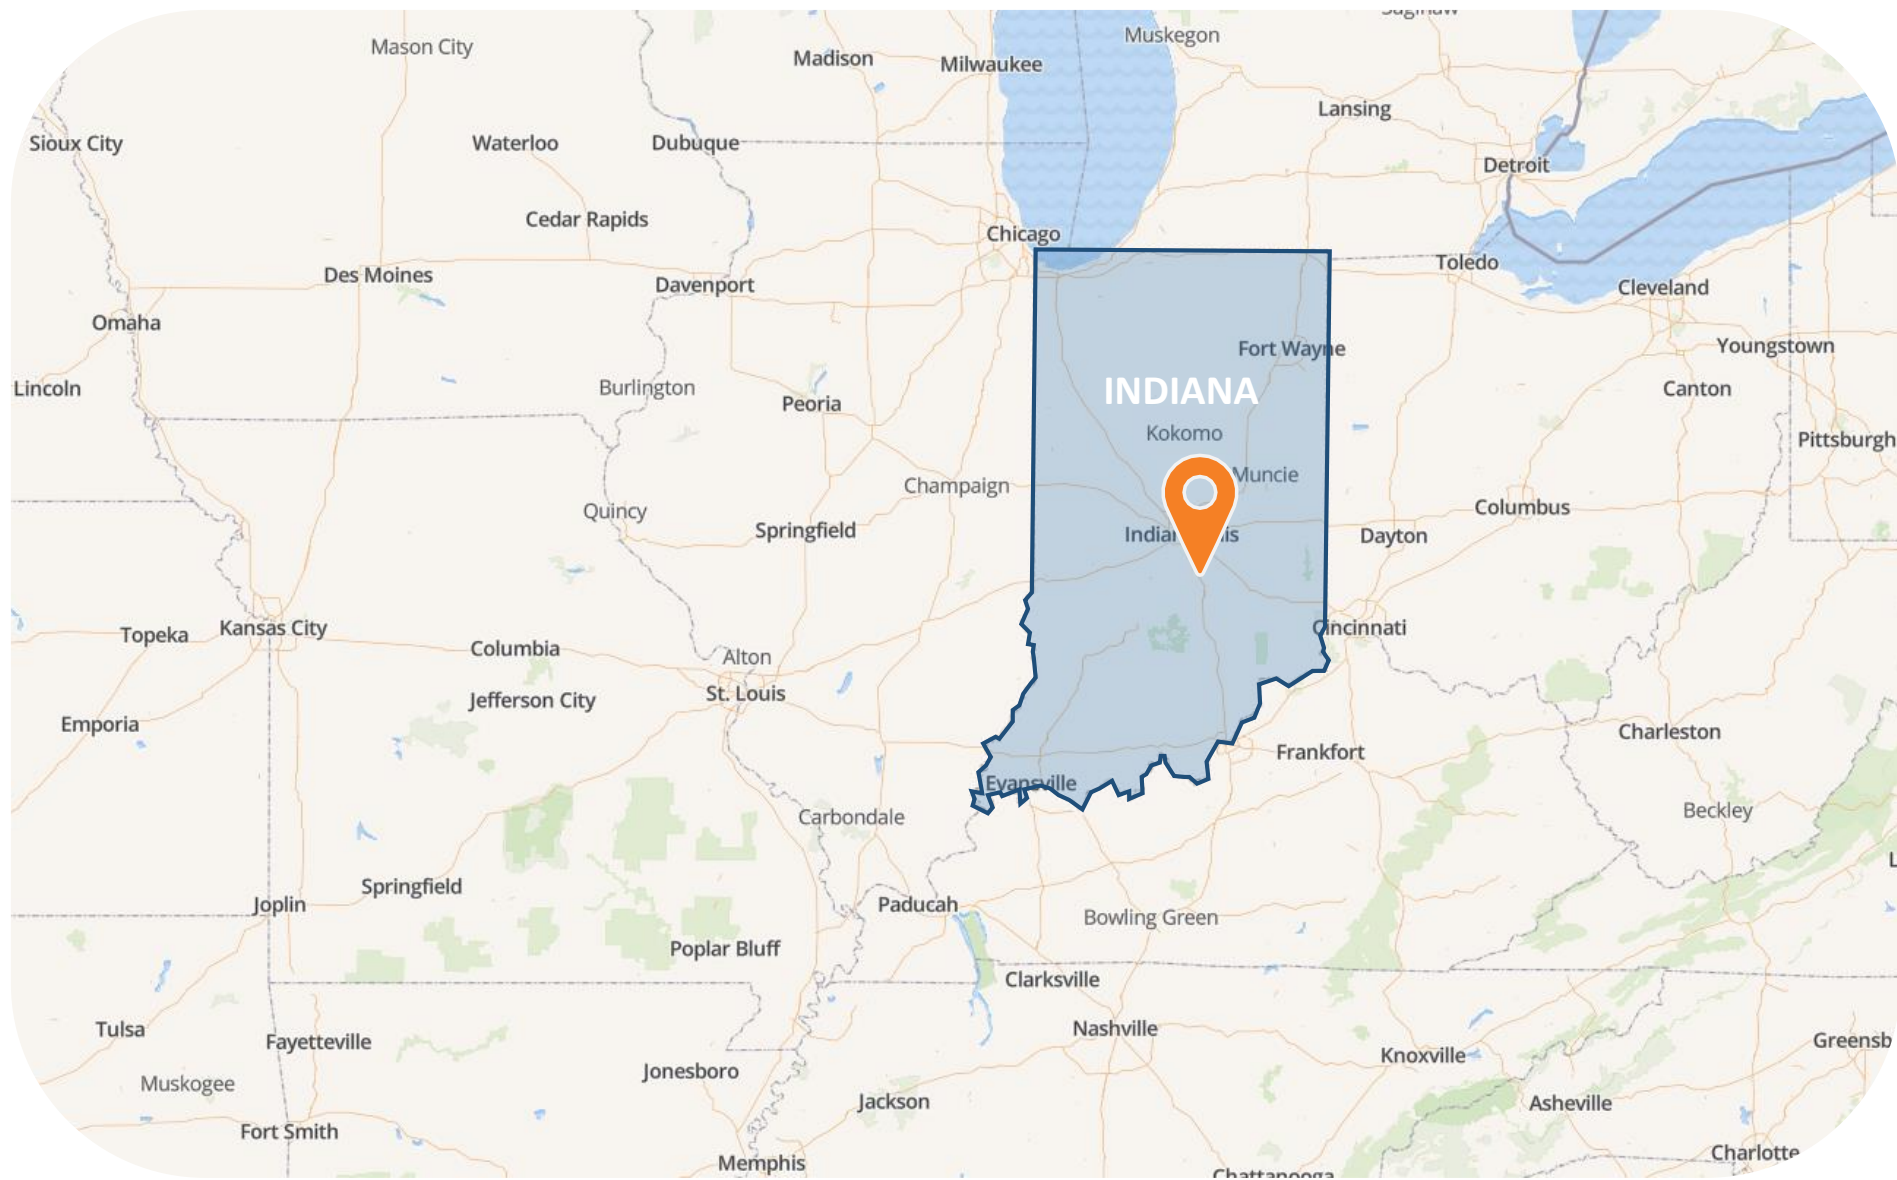 Mason City
Madison
Milwaukee
Muskegon
Lansing
Sioux City
Waterloo
Dubuque
Detroit
Cedar Rapids
Chicago
Des Moines
Davenport
Toledo
Cleveland
Omaha
Fort Wayne
Youngstown
Lincoln
Burlington
Peoria
INDIANA
Canton
Kokomo
Pittsburgh
Champaign
Muncie
Quincy
Springfield
Columbus
Dayton
Topeka
Kansas City
Columbia
Alton
Cincinnati
Jefferson City
St. Louis
Emporia
Charleston
Frankfort
Evansville
Carbondale
Beckley
Springfield
Joplin
Paducah
Bowling Green
Poplar Bluff
Clarksville
Tulsa
Fayetteville
Nashville
Knoxville
Greensb
Muskogee
Jonesboro
Jackson
Asheville
Fort Smith
Memphis
Charlotte